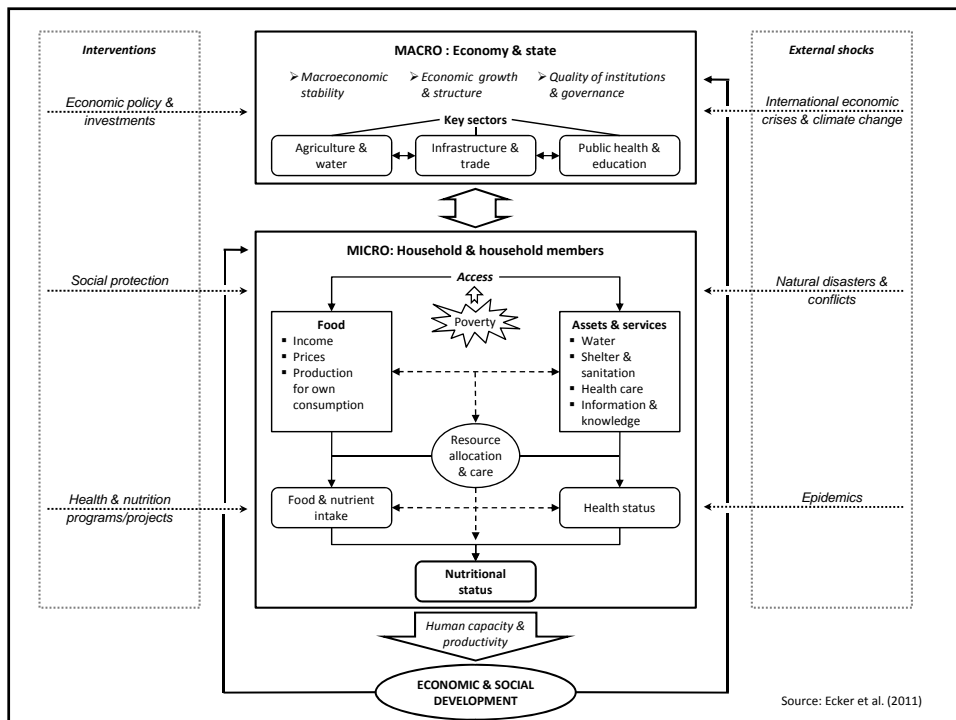 Interventions
Economic policy &
investments
Social protection
Health & nutrition
programs/projects
MACRO : Economy & state
➢ Macroeconomic
stability
➢ Economic growth
& structure
➢ Quality of institutions
& governance
Key sectors
Agriculture &
water
Infrastructure &
trade
Public health &
education
MICRO: Household & household members
Access
Poverty
Food
▪ Income
▪ Prices
▪ Production
for own
consumption
Assets & services
▪ Water
▪ Shelter &
sanitation
▪ Health care
▪ Information &
knowledge
Resource
allocation
& care
Food & nutrient
intake
Health status
Nutritional
status
Human capacity &
productivity
ECONOMIC & SOCIAL
DEVELOPMENT
External shocks
International economic
crises & climate change
Natural disasters &
conflicts
Epidemics
Source: Ecker et al. (2011)